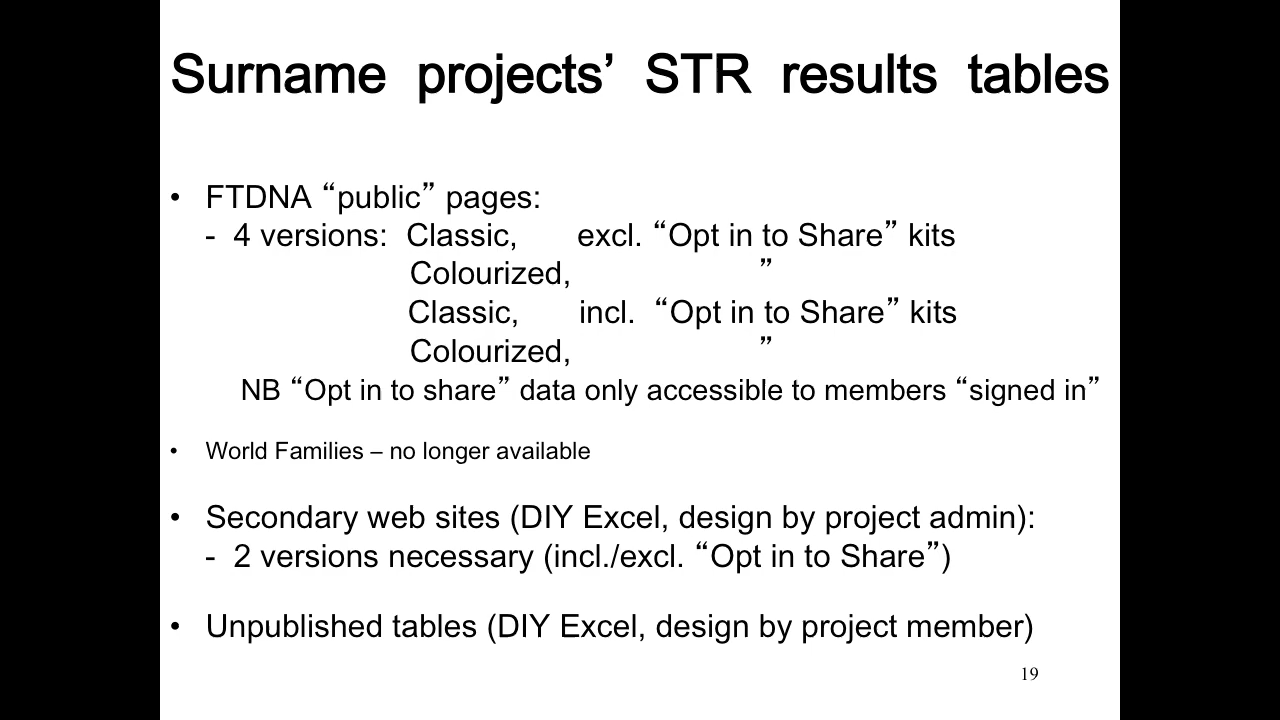 Surname projects’ STR results tables
• FTDNA “public” pages:
- 4 versions: Classic, excl. “Opt in to Share” kits
Colourized, ”
Classic, incl. “Opt in to Share” kits
Colourized, ”
NB “Opt in to share” data only accessible to members “signed in”
• World Families – no longer available
• Secondary web sites (DIY Excel, design by project admin):
- 2 versions necessary (incl./excl. “Opt in to Share”)
• Unpublished tables (DIY Excel, design by project member)
19